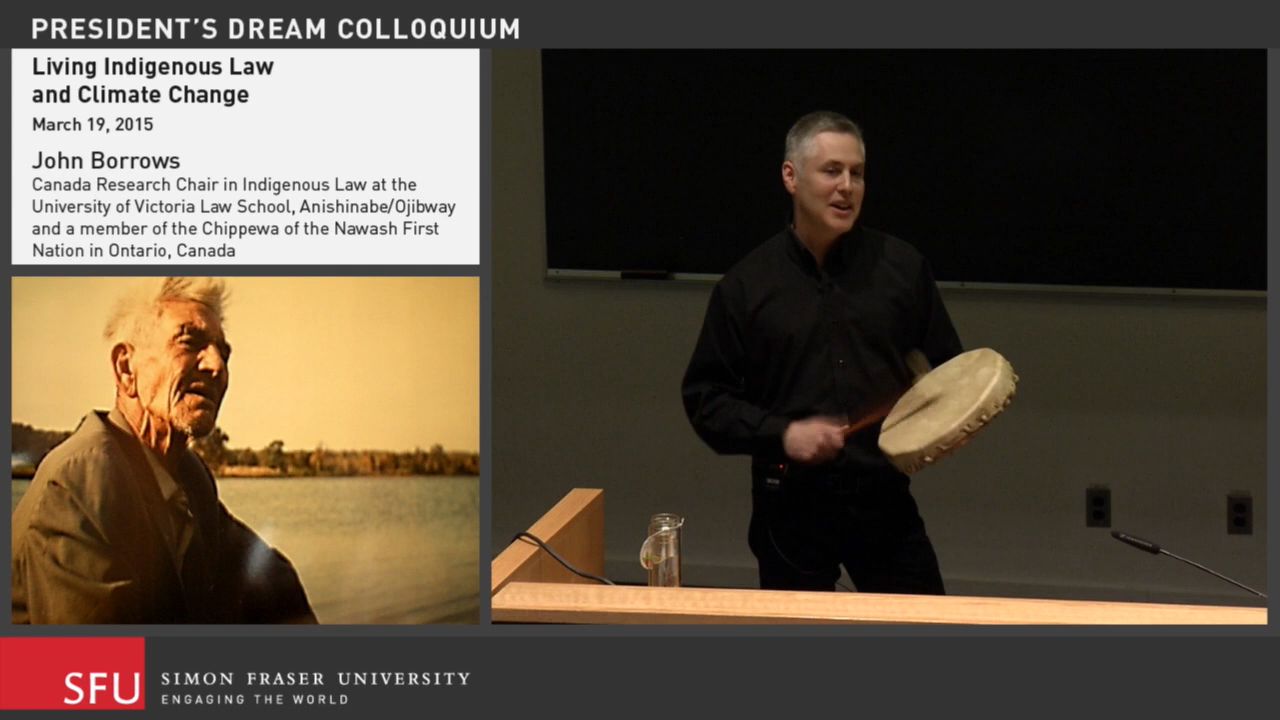 PRESIDENT'S DREAM COLLOQUIUM
Living Indigenous Law
and Climate Change
March 19, 2015
John Borrows
Canada Research Chair in Indigenous Law at the
University of Victoria Law School, Anishinabe/Ojibway
and a member of the Chippewa of the Nawash First
Nation in Ontario, Canada
SFU
SIMON FRASER UNIVERSITY
ENGAGING THE WORLD